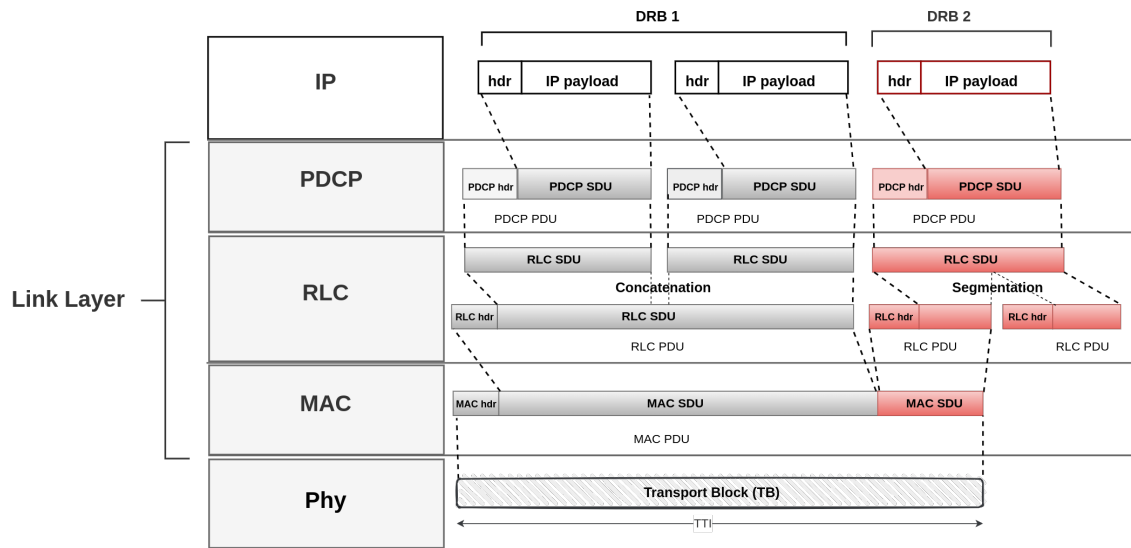 DRB 1
DRB 2
IP
hdr
IP payload
hdr
IP payload
hdr
IP payload
PDCP
PDCP hdr
PDCP SDU
PDCP hdr
PDCP SDU
PDCP hdr
PDCP SDU
PDCP PDU
PDCP PDU
PDCP PDU
Link Layer
RLC
RLC SDU
RLC SDU
RLC SDU
Concatenation
Segmentation
RLC hdr
RLC SDU
RLC hdr
RLC hdr
RLC PDU
RLC PDU
RLC PDU
MAC
MAC hdr
MAC SDU
MAC SDU
MAC PDU
Phy
Transport Block (TB)
TTI